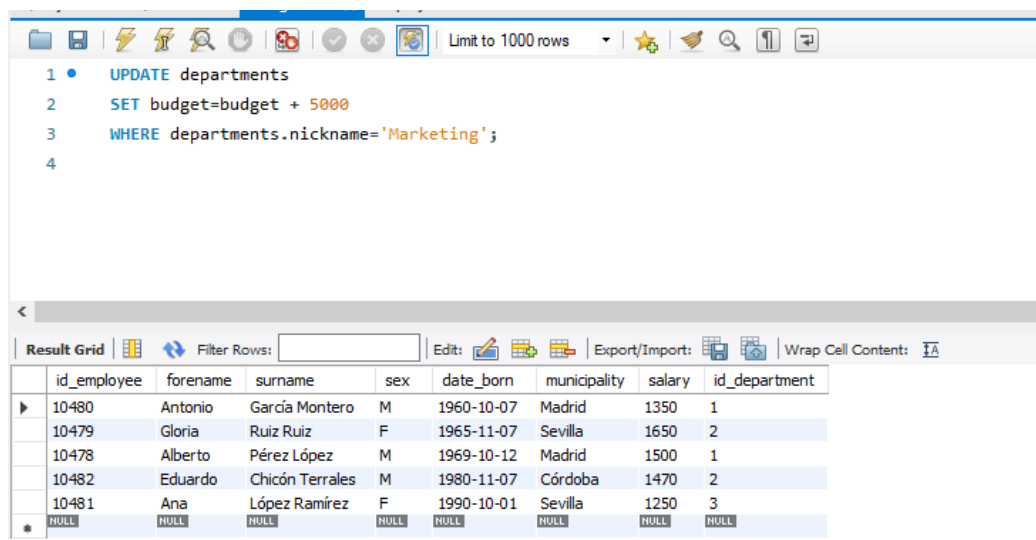 Limit to 1000 rows
1 UPDATE departments
2 SET budget=budget + 5000
3 WHERE departments.nickname='Marketing';
4
Result Grid Filter Rows: Edit: Export/Import: Wrap Cell Content: IA
id_employee forename surname sex date_born municipality salary id_department
10480 Antonio García Montero M 1960-10-07 Madrid 1350 1
10479 Gloria Ruiz Ruiz F 1965-11-07 Sevilla 1650 2
10478 Alberto Pérez López M 1969-10-12 Madrid 1500 1
10482 Eduardo Chicón Terrales M 1980-11-07 Córdoba 1470 2
10481 Ana López Ramírez F 1990-10-01 Sevilla 1250 3
NULL NULL NULL NULL NULL NULL NULL NULL